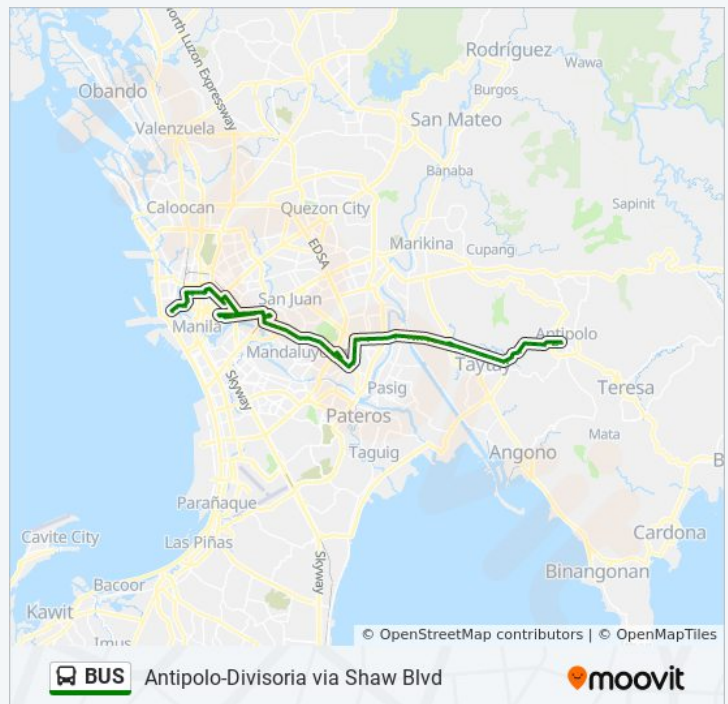 North Luzon Expressway
Rodríguez
Wawa
Obando
Burgos
San Mateo
Valenzuela
Banaba
Sapinit
Caloocan
Quezon City
EDSA
Marikina
Cupang
San Juan
Manila
Antipolo
Mandaluyo
Taytay
Skyway
Pasig
Teresa
Pateros
Mata
Taguig
Angono
B
Parañaque
Cavite City
Las Piñas
Cardona
Skyway
Binangonan
Bacoor
Kawit
Imus
© OpenStreetMap contributors | © OpenMapTiles
BUS Antipolo-Divisoria via Shaw Blvd moovit